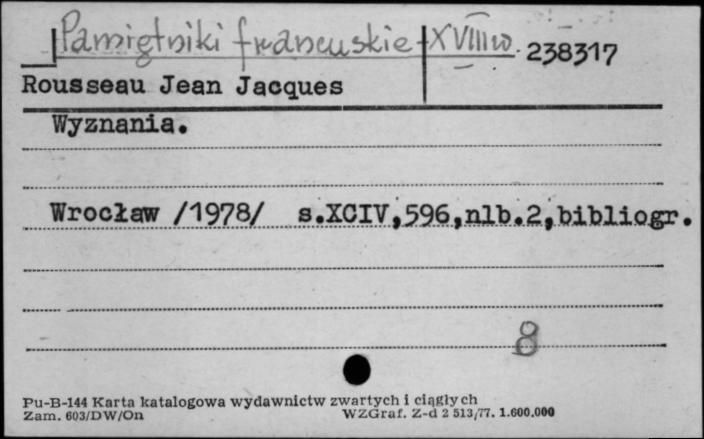 Pamiętniki francuskie - XVIII w. 238317
Rousseau Jean Jacques
Wyznania.
Wrocław /1978/ s.XCIV,596,nlb.2,bibliogr.
8
Pu-B-144 Karta katalogowa wydawnictw zwartych i ciągłych
Zam. 603/DW/On WZGraf. Z-d 2 513/77. 1.600.000